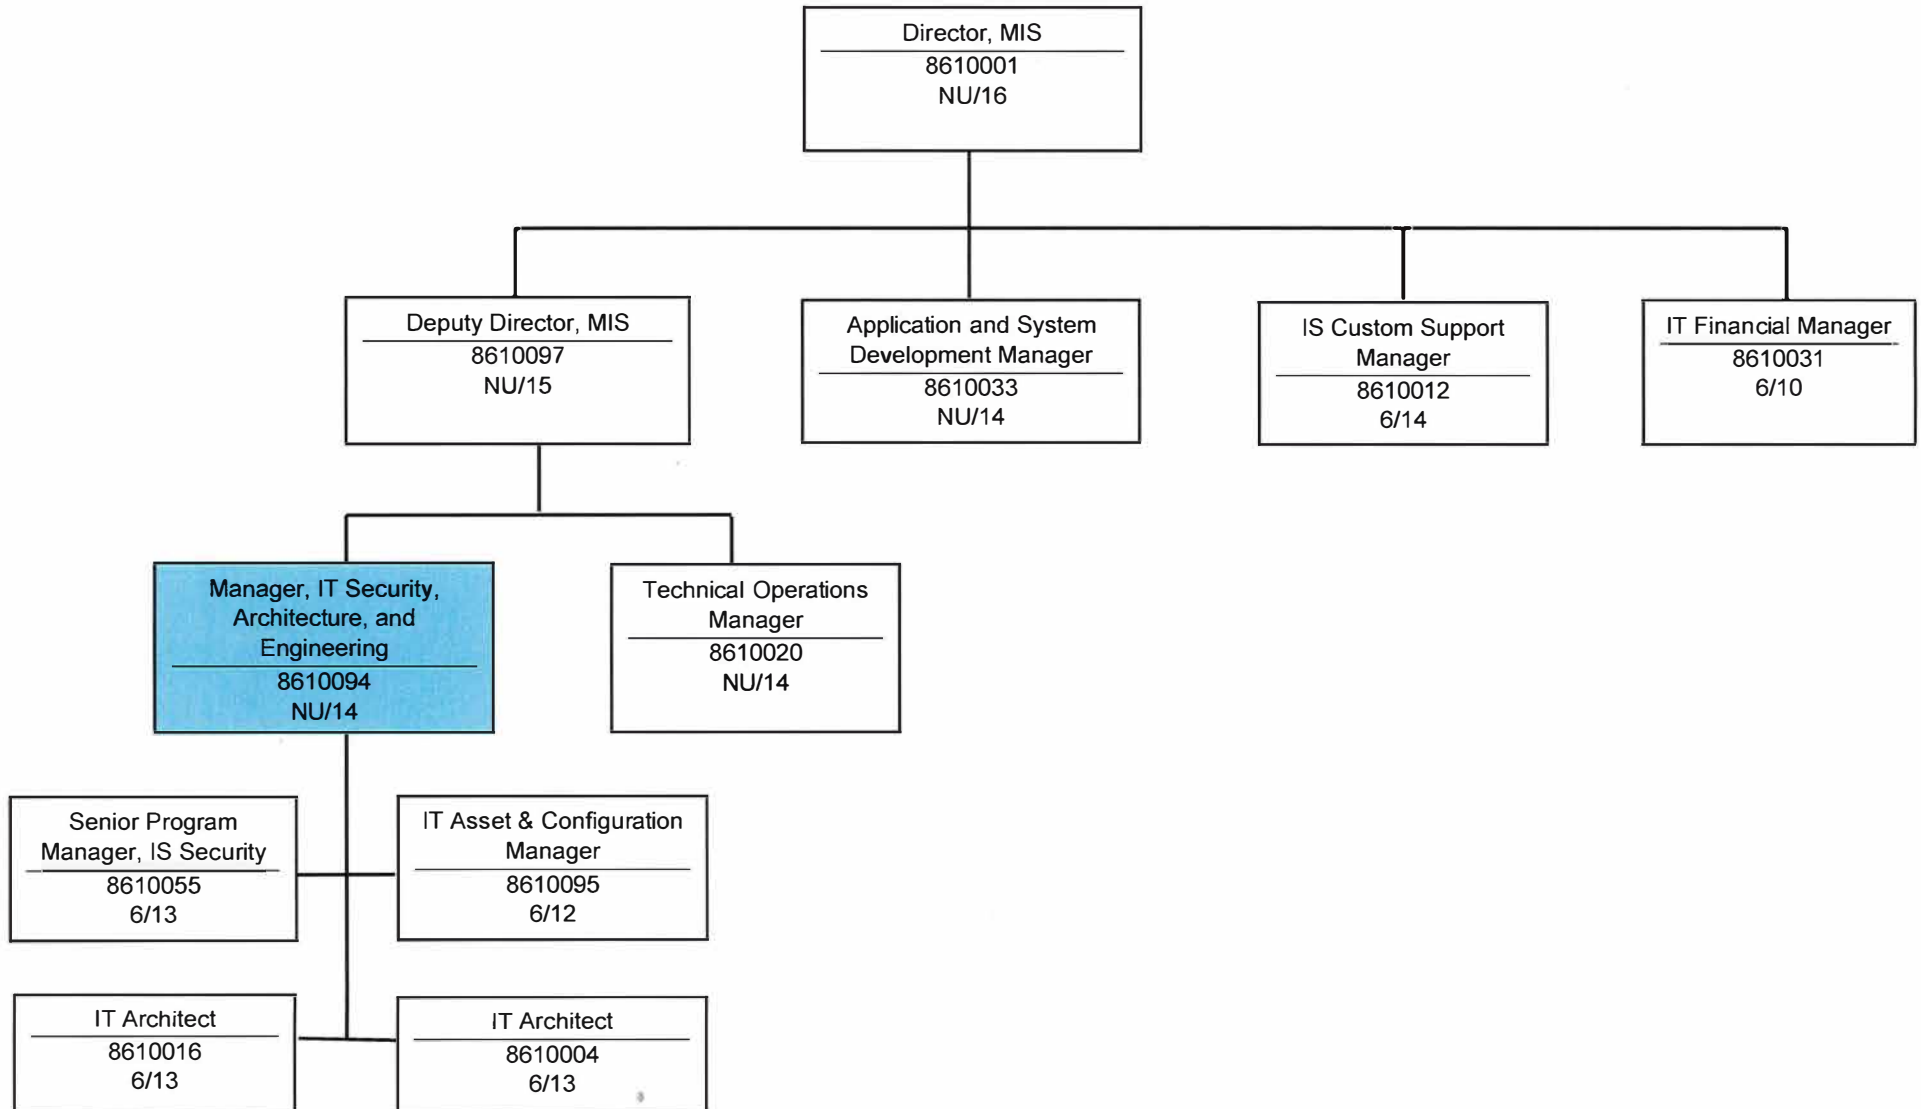 Director, MIS
8610001
NU/16
Deputy Director, MIS
8610097
NU/15
Application and System
Development Manager
8610033
NU/14
IS Custom Support
Manager
8610012
6/14
IT Financial Manager
8610031
6/10
Manager, IT Security,
Architecture, and
Engineering
8610094
NU/14
Technical Operations
Manager
8610020
NU/14
Senior Program
Manager, IS Security
8610055
6/13
IT Asset & Configuration
Manager
8610095
6/12
IT Architect
8610016
6/13
IT Architect
8610004
6/13